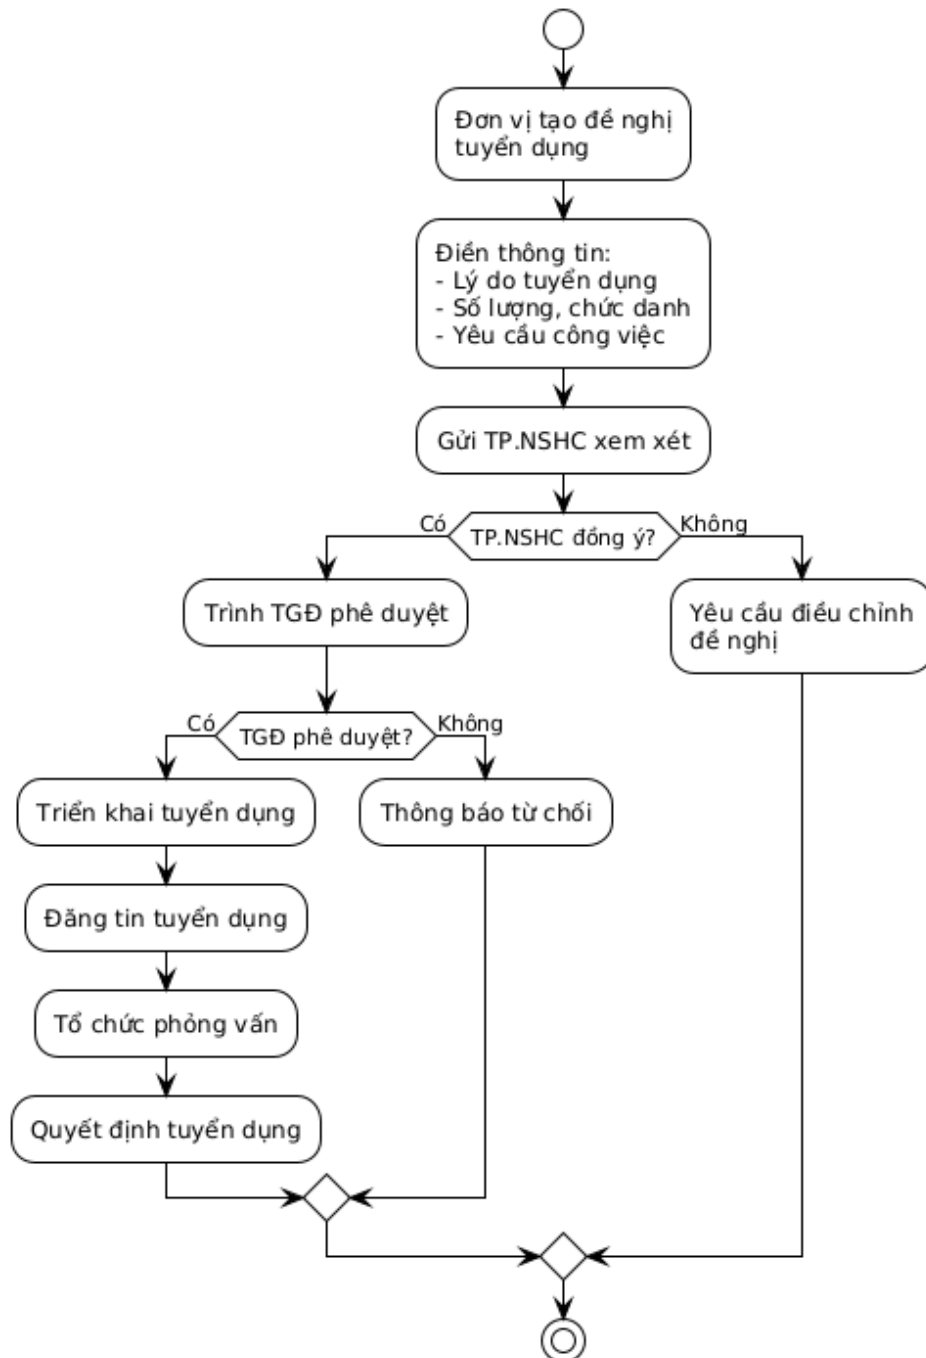 Đơn vị tạo đề nghị
tuyển dụng
Điền thông tin:
- Lý do tuyển dụng
- Số lượng, chức danh
- Yêu cầu công việc
Gửi TP.NSHC xem xét
Có
TP.NSHC đồng ý?
Không
Trình TGĐ phê duyệt
Yêu cầu điều chỉnh
đề nghị
Có
TGĐ phê duyệt?
Không
Triển khai tuyển dụng
Thông báo từ chối
Đăng tin tuyển dụng
Tổ chức phỏng vấn
Quyết định tuyển dụng